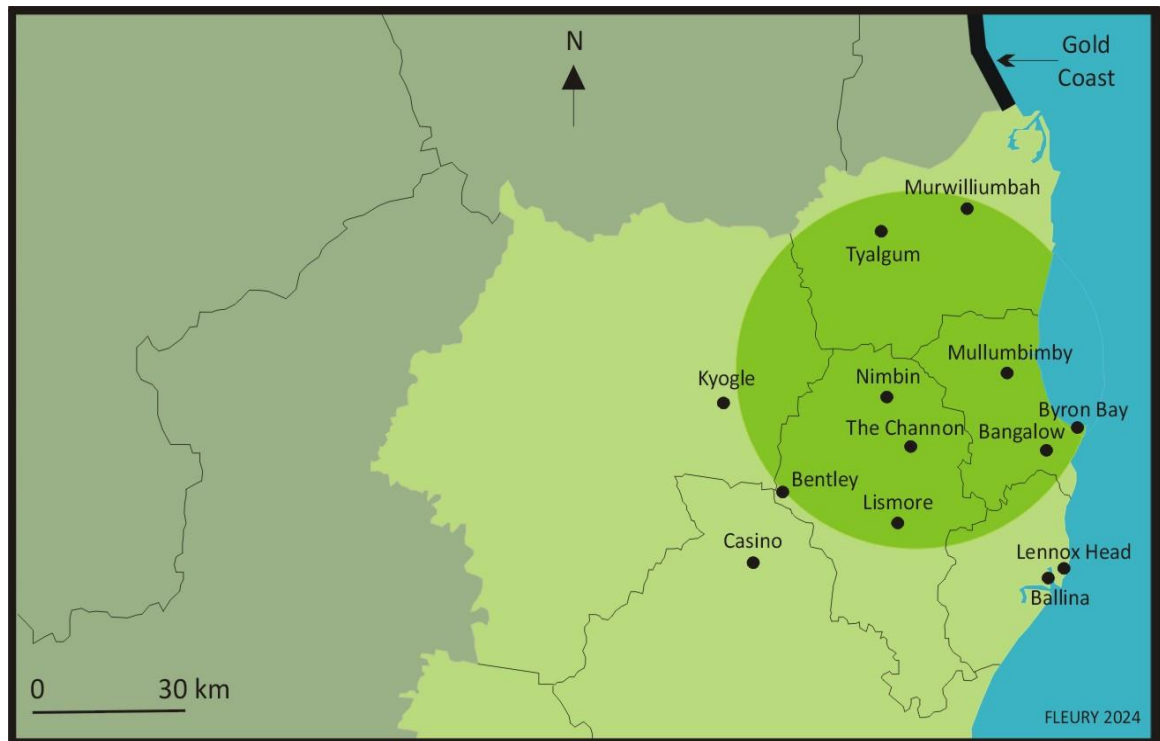 N
Gold
Coast
Murwilliumbah
Tyalgum
Mullumbimby
Kyogle
Nimbin
Byron Bay
The Channon
Bangalow
Bentley
Lismore
Casino
Lennox Head
Ballina
0 30 km
FLEURY 2024